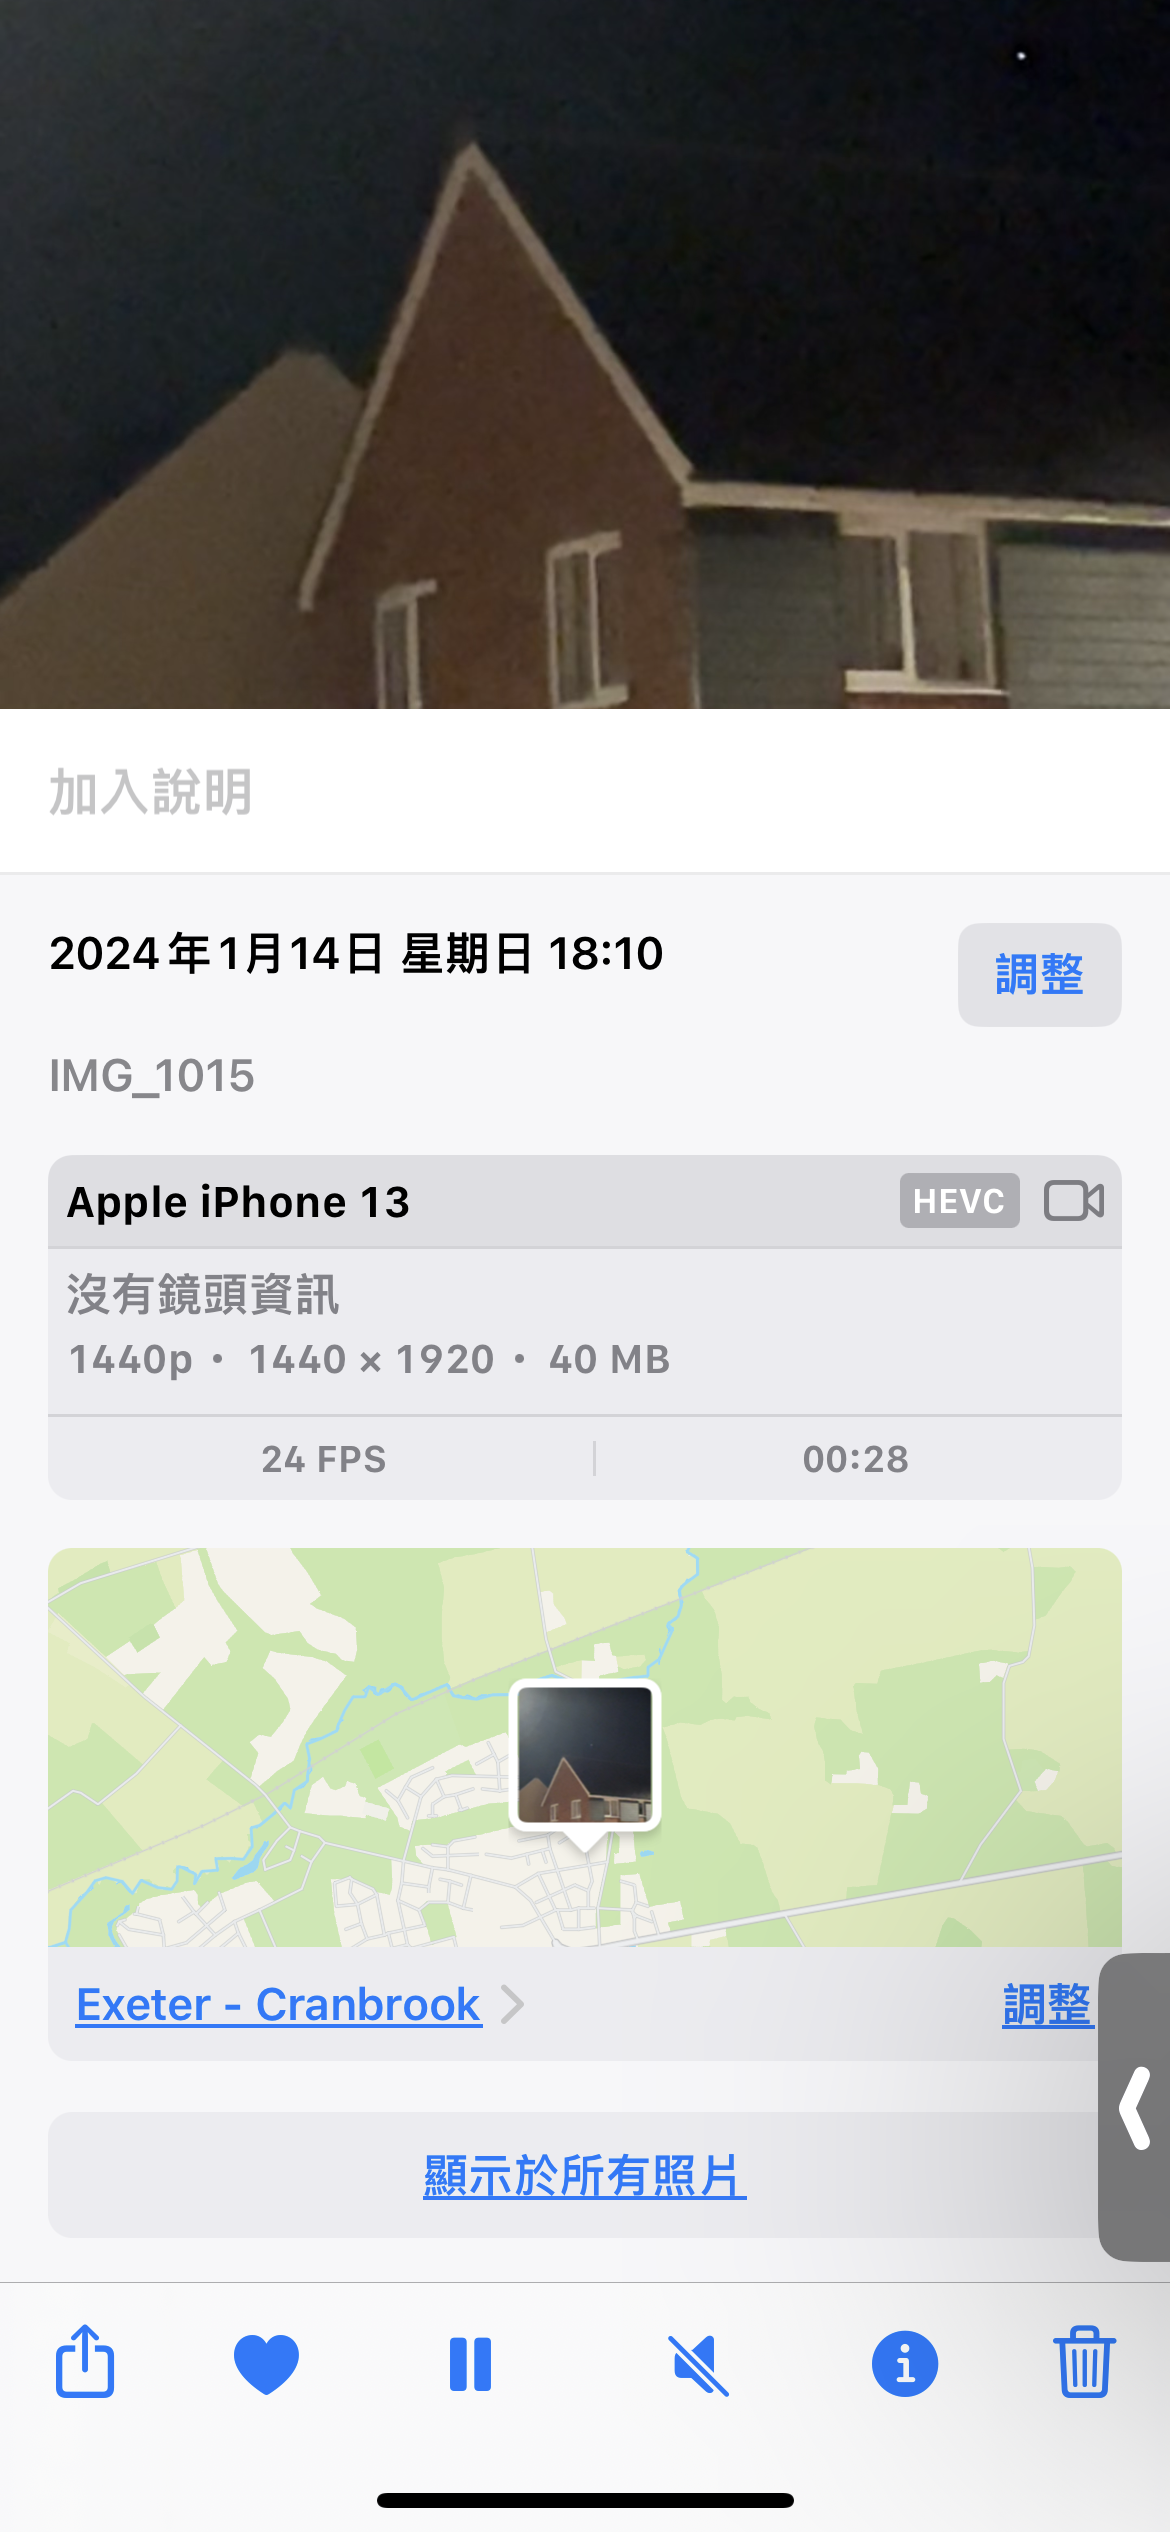 加入說明
2024年1月14日 星期日 18:10
調整
IMG_1015
Apple iPhone 13
HEVC
沒有鏡頭資訊
1440p • 1440 × 1920 • 40 MB
24 FPS
00:28
Exeter - Cranbrook
調整
顯示於所有照片